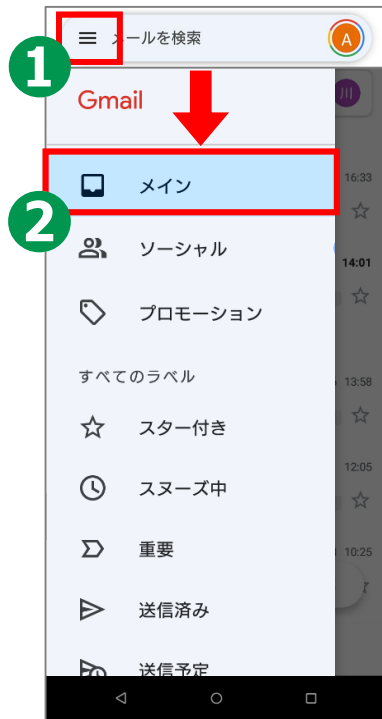 1
メールを検索
A
Gmail
川
2
メイン
16:33
ソーシャル
14:01
プロモーション
すべてのラベル
13:58
スター付き
12:05
スヌーズ中
重要
10:25
送信済み
送信予定